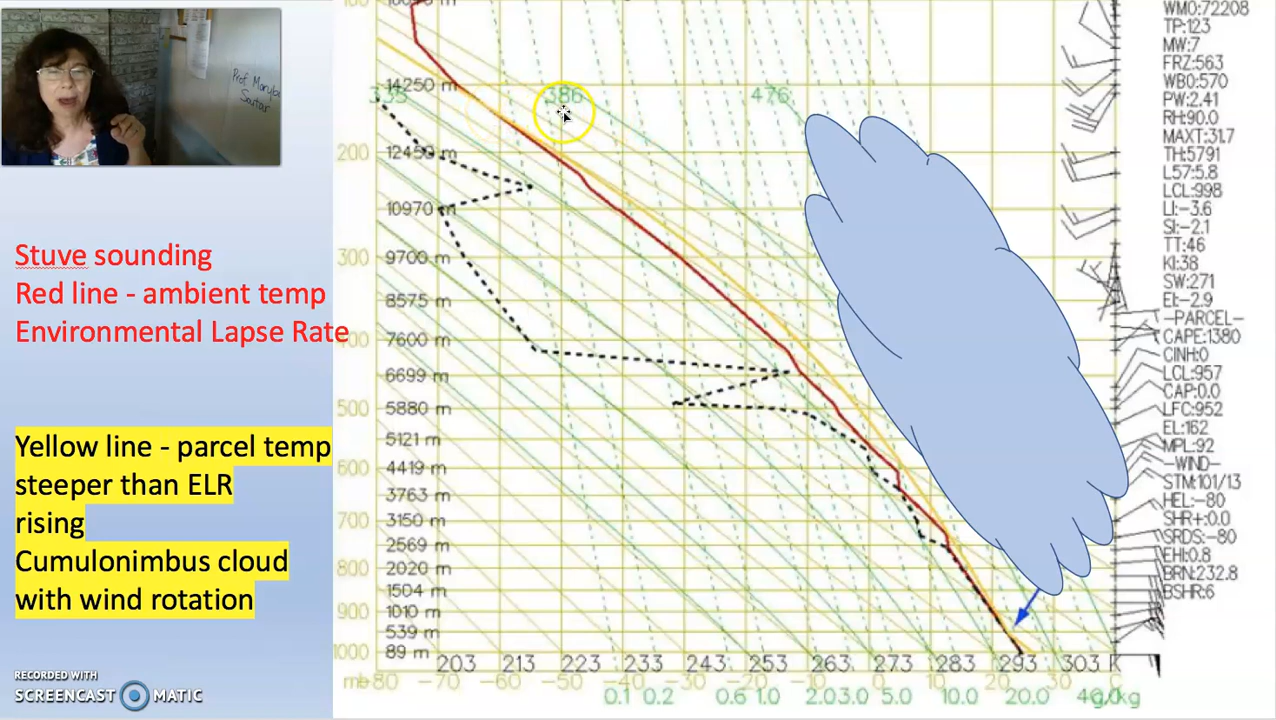 Prof Maryba
Soutas
Stuve sounding
Red line - ambient temp
Environmental Lapse Rate
Yellow line - parcel temp
steeper than ELR
rising
Cumulonimbus cloud
with wind rotation
RECORDED WITH
SCREENCAST MATIC
100
14250 m
335 386 476
200 12450 m
10970 m
300 9700 m
8575 m
400 7600 m
6699 m
500 5880 m
5121 m
600 4419 m
3763 m
700 3150 m
2569 m
800 2020 m
1504 m
900 1010 m
539 m
1000 89 m
203 213 223 233 243 253 263 273 283 293 303 K
mb -80 -70 -60 -50 -40 -30 -20 -10 0 10 20 30 40
0.1 0.2 0.6 1.0 2.0 3.0 5.0 10.0 20.0 g/kg
WMO:72208
TP:123
MW:7
FRZ:563
WB0:570
PW:2.41
RH:90.0
MAXT:31.7
TH:5791
L57:5.8
LCL:998
LI:-3.6
SI:-2.1
TT:46
KI:38
SW:271
EI:-2.9
-PARCEL-
CAPE:1380
CINH:0
LCL:957
CAP:0.0
LFC:952
EL:162
MPL:92
-WIND-
STM:101/13
HEL:-80
SHR+:0.0
SRDS:-80
EHI:0.8
BRN:232.8
BSHR:6